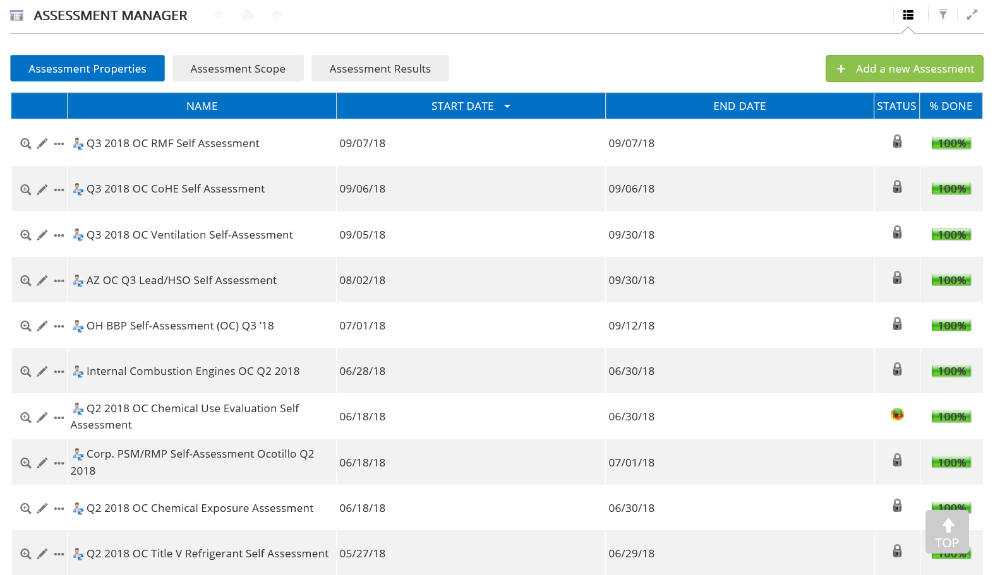 ASSESSMENT MANAGER
Assessment Properties Assessment Scope Assessment Results + Add a new Assessment
NAME START DATE END DATE STATUS % DONE
Q3 2018 OC RMF Self Assessment 09/07/18 09/07/18 100%
Q3 2018 OC CoHE Self Assessment 09/06/18 09/06/18 100%
Q3 2018 OC Ventilation Self-Assessment 09/05/18 09/30/18 100%
AZ OC Q3 Lead/HSO Self Assessment 08/02/18 09/30/18 100%
OH BBP Self-Assessment (OC) Q3 ’18 07/01/18 09/12/18 100%
Internal Combustion Engines OC Q2 2018 06/28/18 06/30/18 100%
Q2 2018 OC Chemical Use Evaluation Self
Assessment 06/18/18 06/30/18 100%
Corp. PSM/RMP Self-Assessment Ocotillo Q2
2018 06/18/18 07/01/18 100%
Q2 2018 OC Chemical Exposure Assessment 06/18/18 06/30/18 100%
TOP
Q2 2018 OC Title V Refrigerant Self Assessment 05/27/18 06/29/18 100%